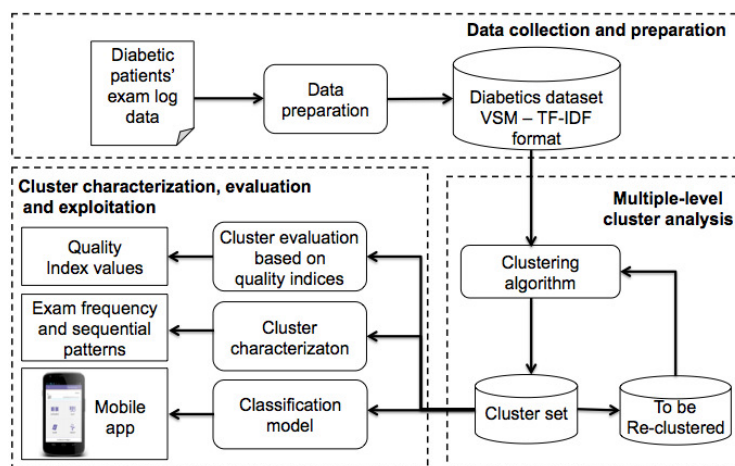 Data collection and preparation
Diabetic
patients'
exam log
data
Data
preparation
Diabetics dataset
VSM – TF-IDF
format
Cluster characterization, evaluation
and exploitation
Multiple-level
cluster analysis
Quality
Index values
Cluster evaluation
based on
quality indices
Clustering
algorithm
Exam frequency
and sequential
patterns
Cluster
characterizaton
Mobile
app
Classification
model
Cluster set
To be
Re-clustered